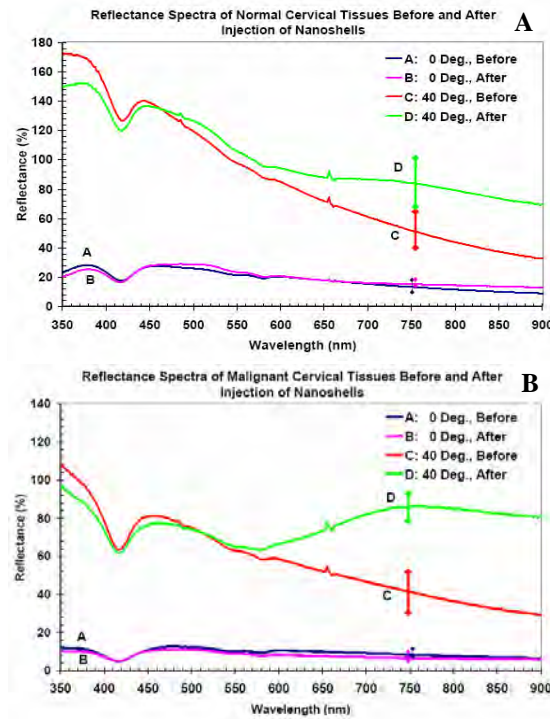 Reflectance Spectra of Normal Cervical Tissues Before and After
Injection of Nanoshells
A
180
160
140
120
100
80
60
40
20
0
Reflectance (%)
A: 0 Deg., Before
B: 0 Deg., After
C: 40 Deg., Before
D: 40 Deg., After
D
C
A
B
350 400 450 500 550 600 650 700 750 800 850 900
Wavelength (nm)
Reflectance Spectra of Malignant Cervical Tissues Before and After
Injection of Nanoshells
B
140
120
100
80
60
40
20
0
Reflectance (%)
A: 0 Deg., Before
B: 0 Deg., After
C: 40 Deg., Before
D: 40 Deg., After
D
C
A
B
350 400 450 500 550 600 650 700 750 800 850 900
Wavelength (nm)